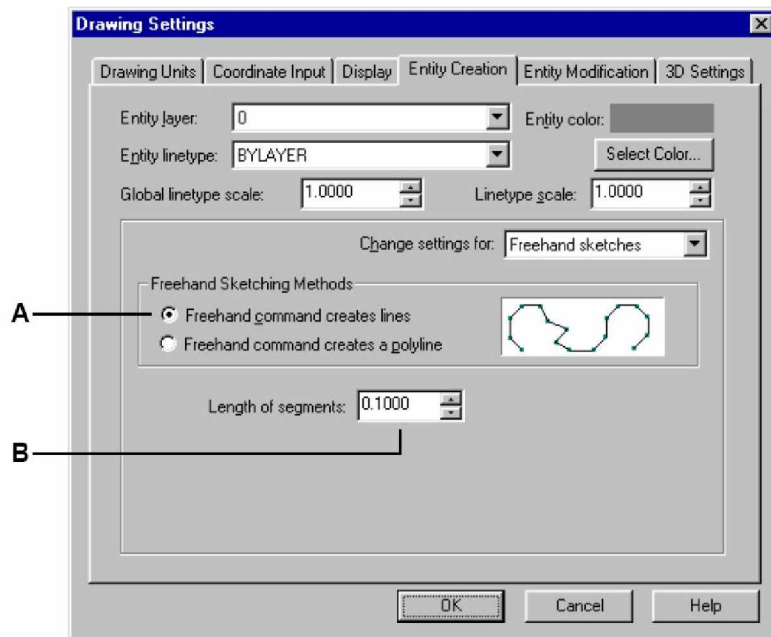 Drawing Settings
Drawing Units Coordinate Input Display Entity Creation Entity Modification 3D Settings
Entity layer: 0 Entity color:
Entity linetype: BYLAYER Select Color...
Global linetype scale: 1.0000 Linetype scale: 1.0000
Change settings for: Freehand sketches
Freehand Sketching Methods
A Freehand command creates lines
Freehand command creates a polyline
Length of segments: 0.1000
B
OK Cancel Help